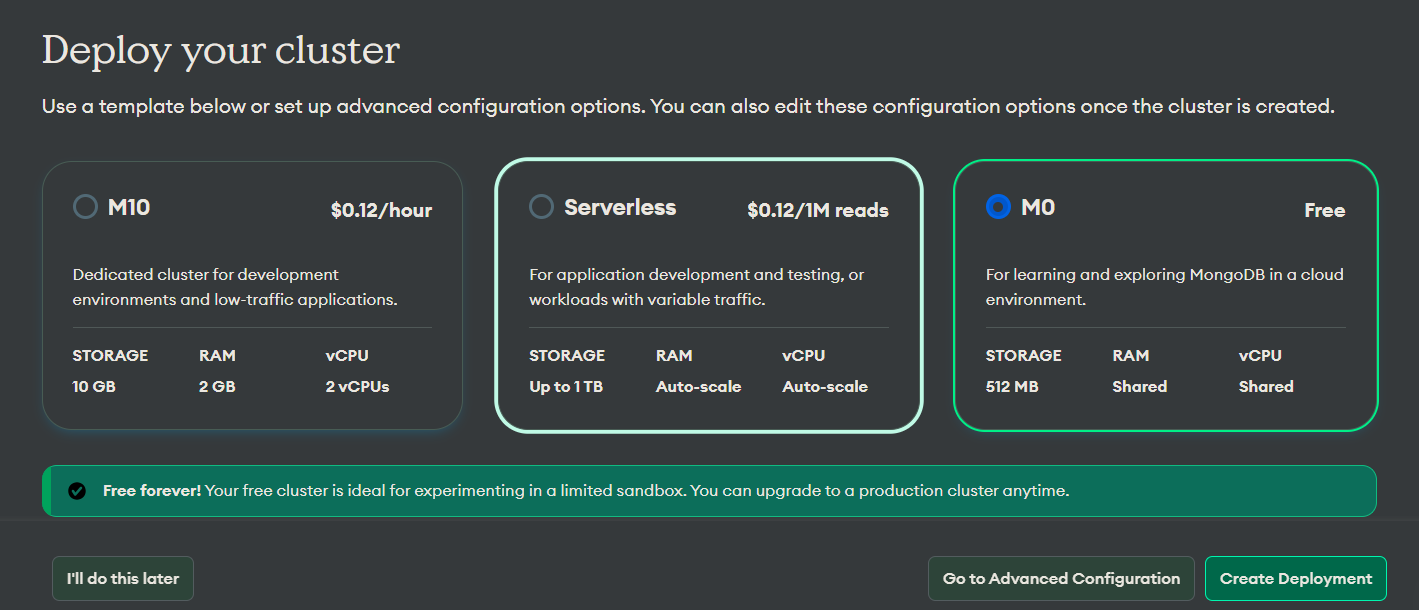 Deploy your cluster
Use a template below or set up advanced configuration options. You can also edit these configuration options once the cluster is created.
M10 $0.12/hour
Dedicated cluster for development
environments and low-traffic applications.
STORAGE RAM vCPU
10 GB 2 GB 2 vCPUs
Serverless $0.12/1M reads
For application development and testing, or
workloads with variable traffic.
STORAGE RAM vCPU
Up to 1 TB Auto-scale Auto-scale
M0 Free
For learning and exploring MongoDB in a cloud
environment.
STORAGE RAM vCPU
512 MB Shared Shared
Free forever! Your free cluster is ideal for experimenting in a limited sandbox. You can upgrade to a production cluster anytime.
I'll do this later Go to Advanced Configuration Create Deployment